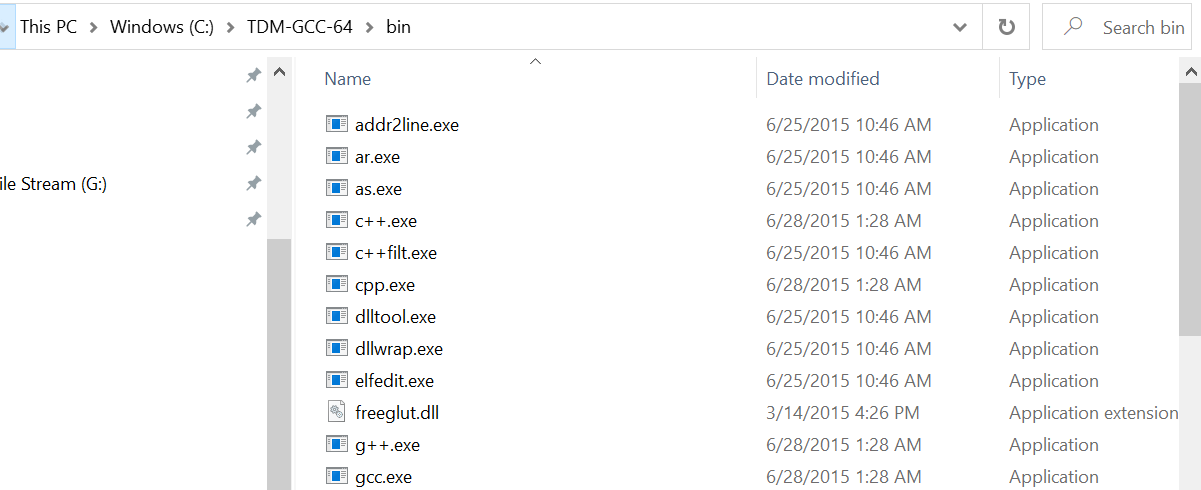 This PC > Windows (C:) > TDM-GCC-64 > bin Search bin
Name Date modified Type
addr2line.exe 6/25/2015 10:46 AM Application
ar.exe 6/25/2015 10:46 AM Application
as.exe 6/25/2015 10:46 AM Application
ile Stream (G:)
c++.exe 6/28/2015 1:28 AM Application
c++filt.exe 6/25/2015 10:46 AM Application
cpp.exe 6/28/2015 1:28 AM Application
dlltool.exe 6/25/2015 10:46 AM Application
dllwrap.exe 6/25/2015 10:46 AM Application
elfedit.exe 6/25/2015 10:46 AM Application
freeglut.dll 3/14/2015 4:26 PM Application extension
g++.exe 6/28/2015 1:28 AM Application
gcc.exe 6/28/2015 1:28 AM Application